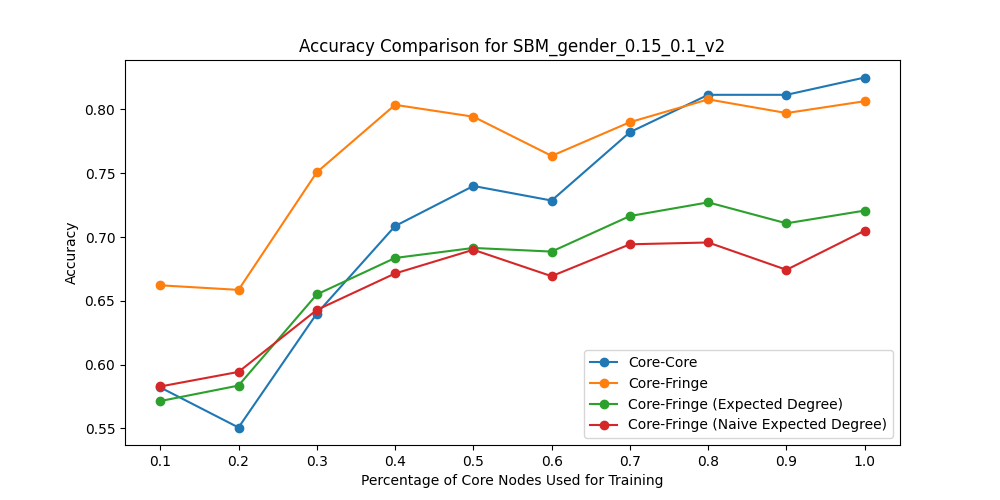 Accuracy Comparison for SBM_gender_0.15_0.1_v2
Accuracy
0.80
0.75
0.70
0.65
0.60
0.55
Core-Core
Core-Fringe
Core-Fringe (Expected Degree)
Core-Fringe (Naive Expected Degree)
0.1 0.2 0.3 0.4 0.5 0.6 0.7 0.8 0.9 1.0
Percentage of Core Nodes Used for Training